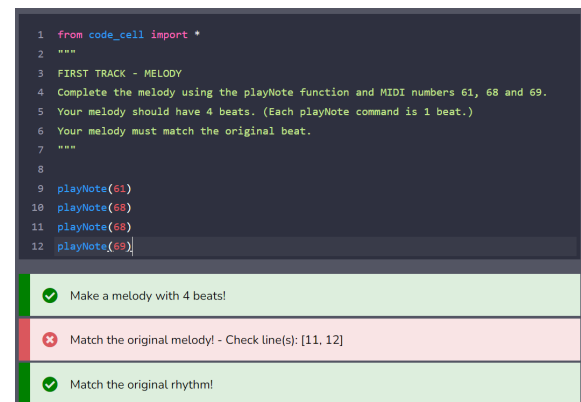 1 from code_cell import *
2 """
3 FIRST TRACK - MELODY
4 Complete the melody using the playNote function and MIDI numbers 61, 68 and 69.
5 Your melody should have 4 beats. (Each playNote command is 1 beat.)
6 Your melody must match the original beat.
7 """
8
9 playNote(61)
10 playNote(68)
11 playNote(68)
12 playNote(69)
Make a melody with 4 beats!
Match the original melody! - Check line(s): [11, 12]
Match the original rhythm!